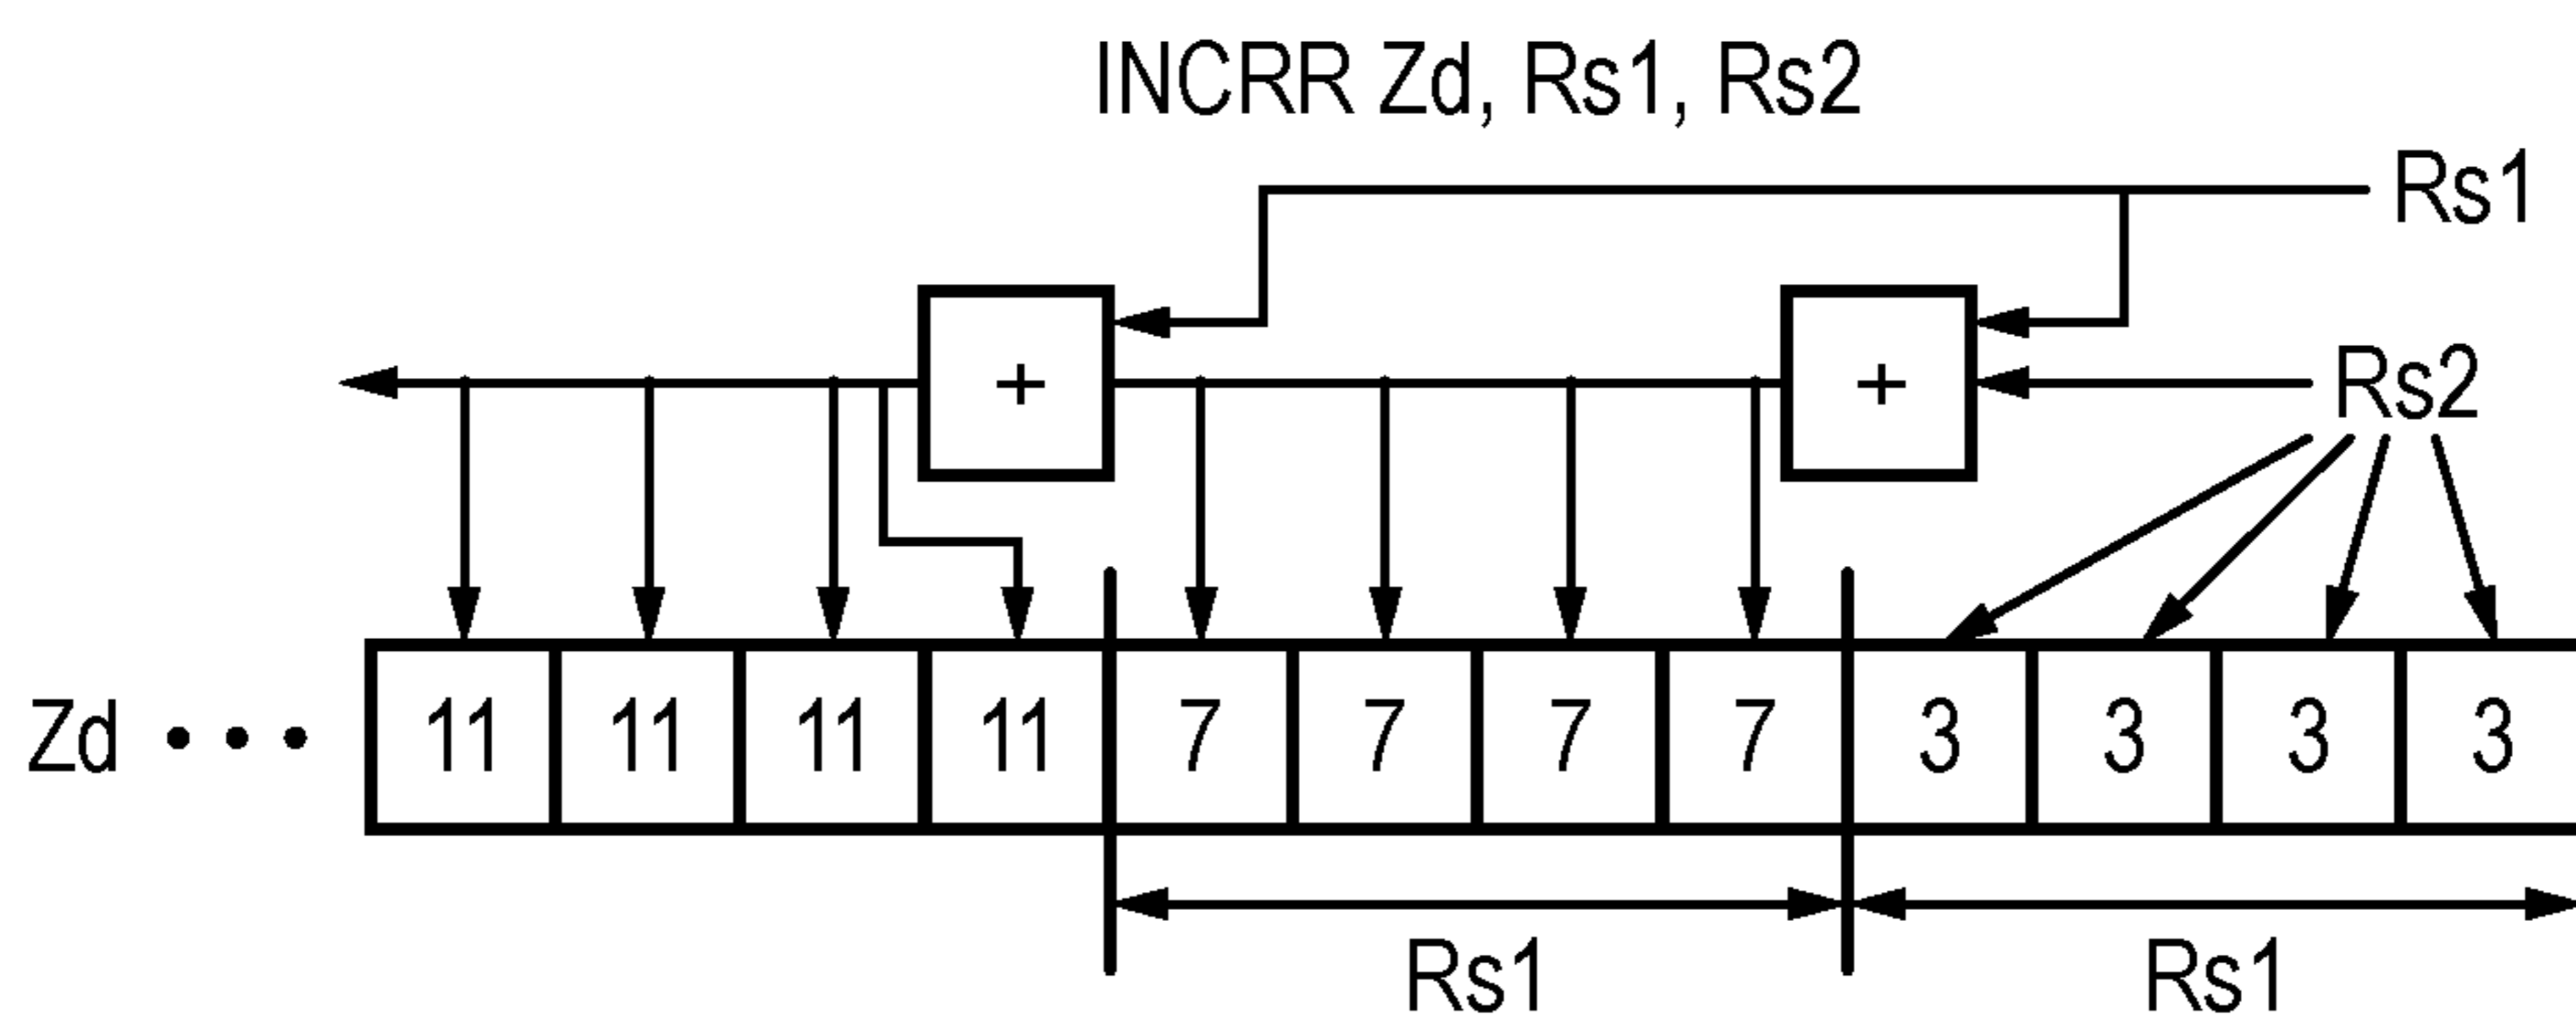 INCRR Zd, Rs1, Rs2
Rs1
+ +
Rs2
Zd • • • 11 11 11 11 7 7 7 7 3 3 3 3
Rs1 Rs1